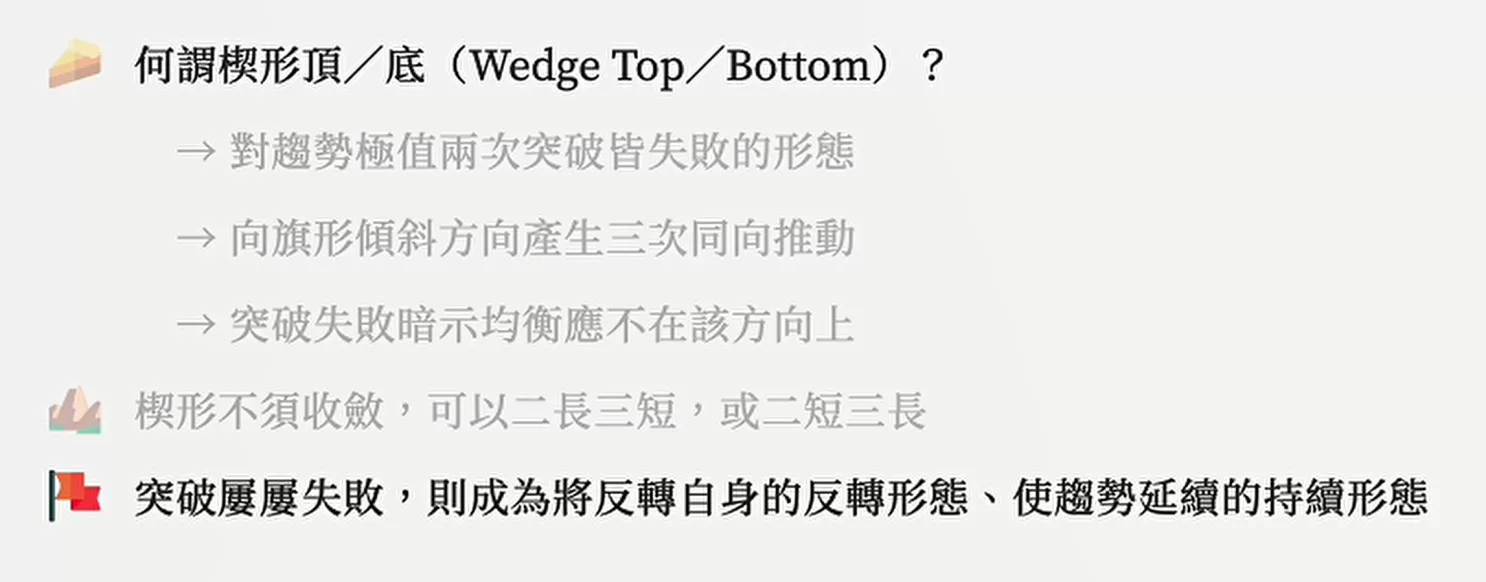 何謂楔形頂／底（Wedge Top／Bottom）？
→ 對趨勢極值兩次突破皆失敗的形態
→ 向旗形傾斜方向產生三次同向推動
→ 突破失敗暗示均衡應不在該方向上
楔形不須收斂，可以二長三短，或二短三長
突破屢屢失敗，則成為將反轉自身的反轉形態、使趨勢延續的持續形態